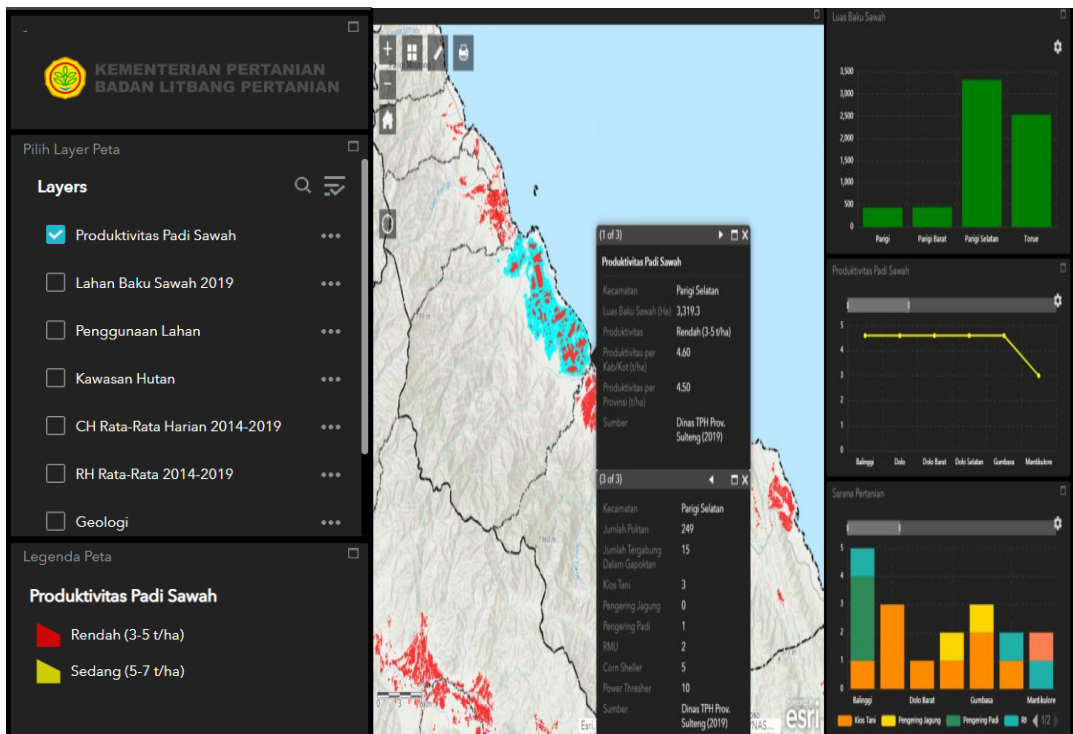 -
KEMENTERIAN PERTANIAN
BADAN LITBANG PERTANIAN
Pilih Layer Peta
Layers
Produktivitas Padi Sawah
Lahan Baku Sawah 2019
Penggunaan Lahan
Kawasan Hutan
CH Rata-Rata Harian 2014-2019
RH Rata-Rata 2014-2019
Geologi
Legenda Peta
Produktivitas Padi Sawah
Rendah (3-5 t/ha)
Sedang (5-7 t/ha)
(1 of 3)
Produktivitas Padi Sawah
Kecamatan Parigi Selatan
Luas Baku Sawah (Ha) 3,319.3
Produktivitas Rendah (3-5 t/ha)
Produktivitas per 4.60
Kab/Kot (t/ha)
Produktivitas per 4.50
Provinsi (t/ha)
Sumber Dinas TPH Prov.
Sulteng (2019)
(3 of 3)
Kecamatan Parigi Selatan
Jumlah Poktan 249
Jumlah Tergabung 15
Dalam Gapoktan
Kios Tani 3
Pengering Jagung 0
Pengering Padi 1
RMU 2
Corn Sheller 5
Power Thresher 10
Sumber Dinas TPH Prov.
Sulteng (2019)
Esri,
NAS...
esri
Luas Baku Sawah
3,500
3,000
2,500
2,000
1,500
1,000
500
0
Parigi Parigi Barat Parigi Selatan Torue
Produktivitas Padi Sawah
5
4
3
2
1
0
Balinggi Dolo Dolo Barat Dolo Selatan Gumbasa Mantikulore
Sarana Pertanian
5
4
3
2
1
0
Balinggi Dolo Barat Gumbasa Mantikulore
Kios Tani Pengering Jagung Pengering Padi 1/2